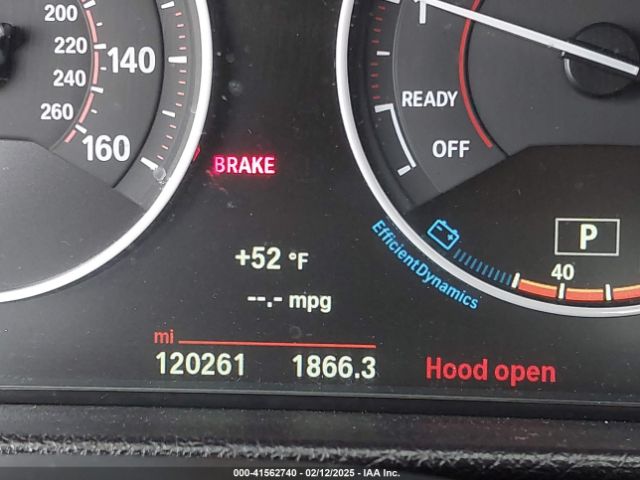 200
220
240
260
140
160
BRAKE
1
READY
OFF
P
EfficientDynamics
40
+52 °F
--.- mpg
mi
120261 1866.3 Hood open
000-41562740 - 02/12/2025 - IAA Inc.